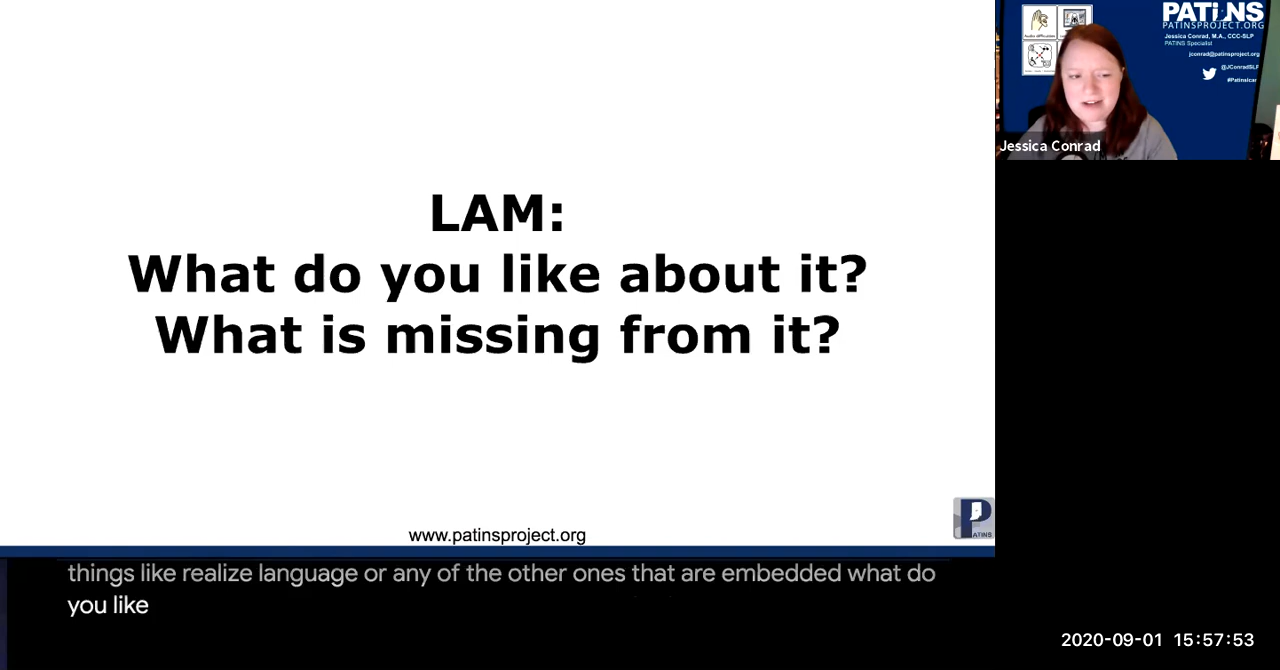 LAM:
What do you like about it?
What is missing from it?
www.patinsproject.org
PATINS
things like realize language or any of the other ones that are embedded what do
you like
PATINS
PATINSPROJECT.ORG
Jessica Conrad, M.A., CCC-SLP
PATINS Specialist
jconrad@patinsproject.org
@JConradSLP
#PatinsIcam
Jessica Conrad
2020-09-01 15:57:53